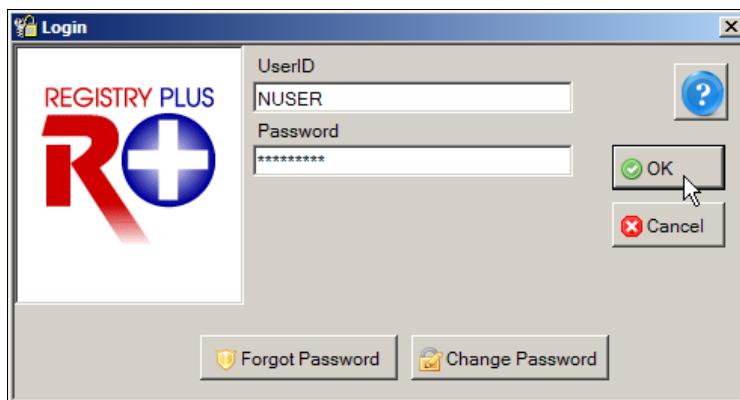 Login
UserID
REGISTRY PLUS
NUSER
Password
*********
OK
Cancel
Forgot Password
Change Password